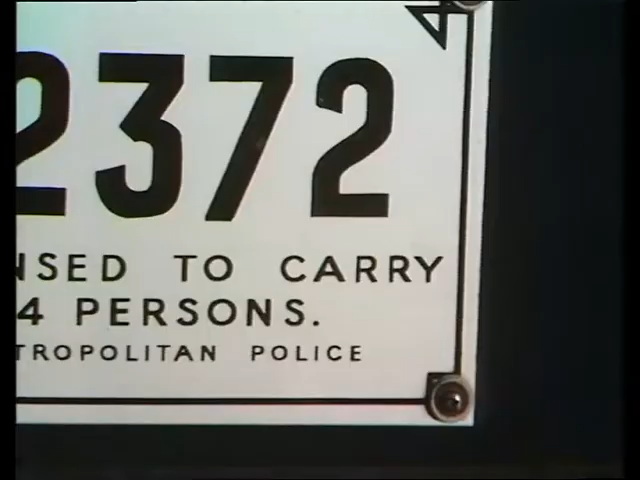 2372
NSED TO CARRY
4 PERSONS.
TROPOLITAN POLICE